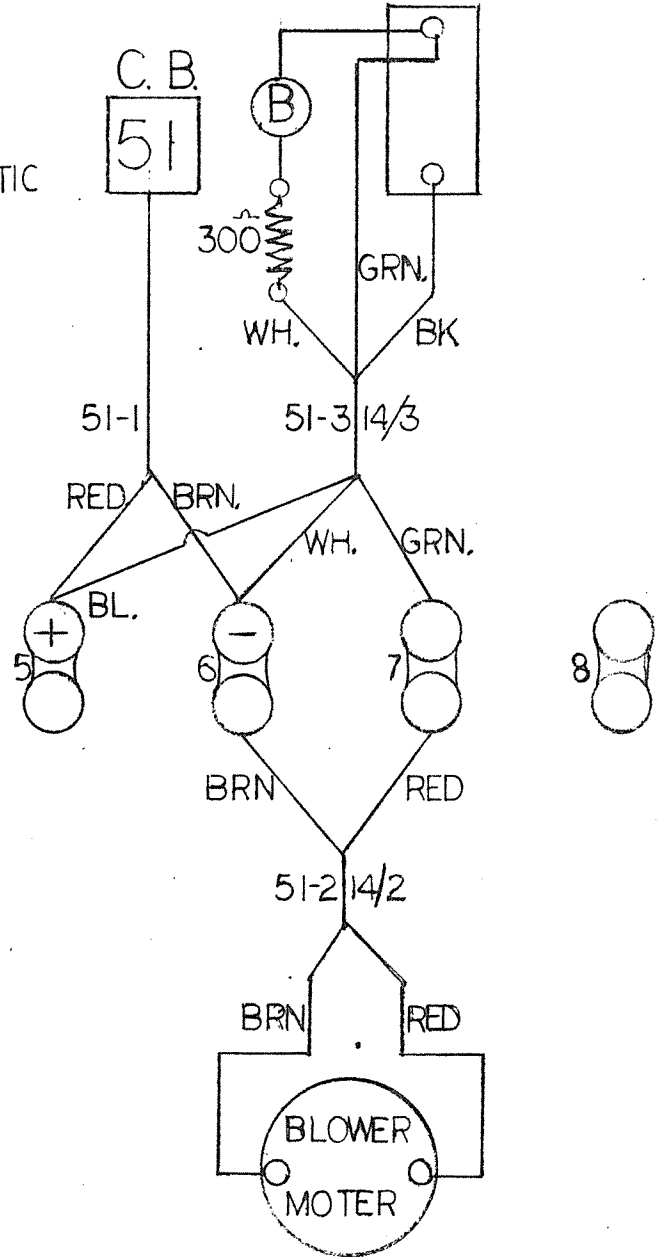 C. B.
B
51
TIC
Ω
300
GRN.
WH.
BK
51-1
51-3 14/3
RED.
BRN.
WH.
GRN.
BL.
+
-
5
6
7
8
BRN
RED
51-2 14/2
BRN
RED
BLOWER
MOTER